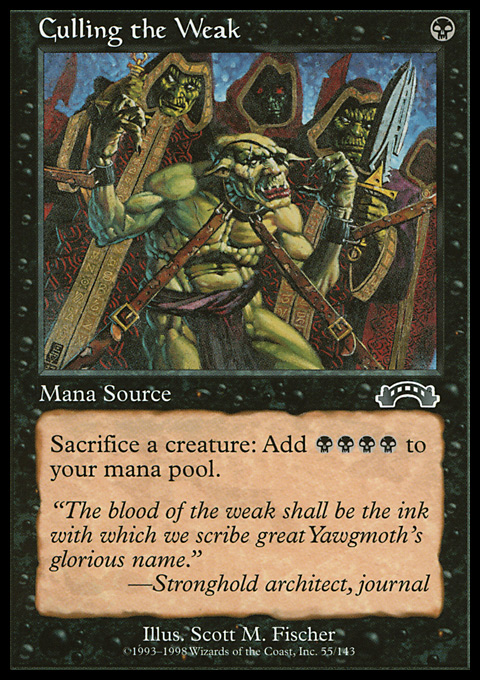 Culling the Weak
Mana Source
Sacrifice a creature: Add to
your mana pool.
“The blood of the weak shall be the ink
with which we scribe great Yawgmoth’s
glorious name.”
—Stronghold architect, journal
Illus. Scott M. Fischer
©1993–1998 Wizards of the Coast, Inc. 55/143